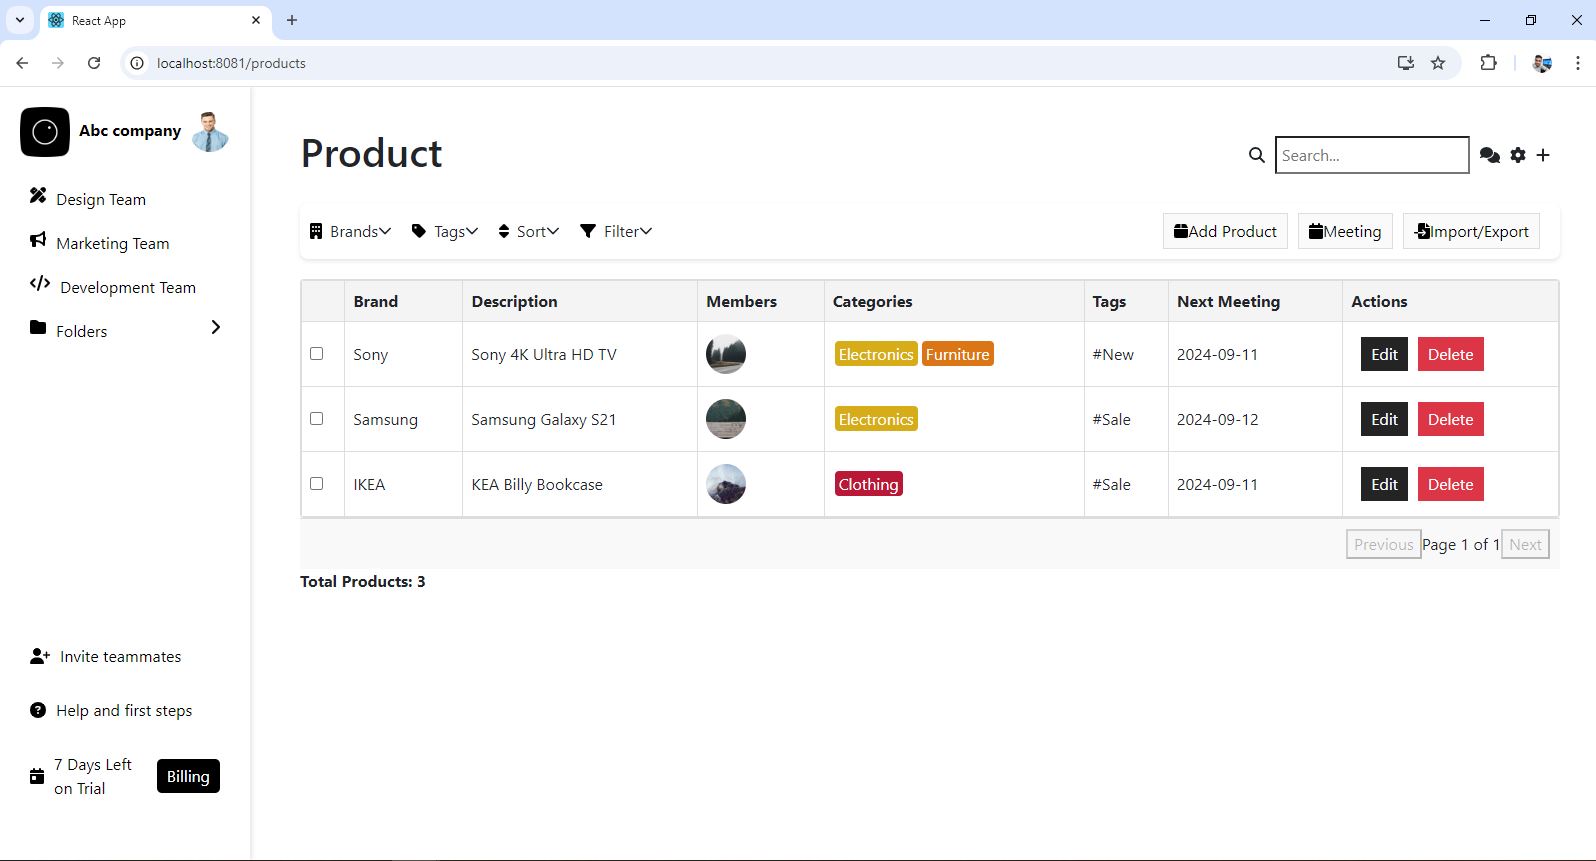 React App
localhost:8081/products
Abc company
Design Team
Marketing Team
Development Team
Folders
Invite teammates
Help and first steps
7 Days Left
on Trial
Billing
Product
Search...
Brands Tags Sort Filter
Add Product Meeting Import/Export
Brand Description Members Categories Tags Next Meeting Actions
Sony Sony 4K Ultra HD TV Electronics Furniture #New 2024-09-11 Edit Delete
Samsung Samsung Galaxy S21 Electronics #Sale 2024-09-12 Edit Delete
IKEA KEA Billy Bookcase Clothing #Sale 2024-09-11 Edit Delete
Previous Page 1 of 1 Next
Total Products: 3